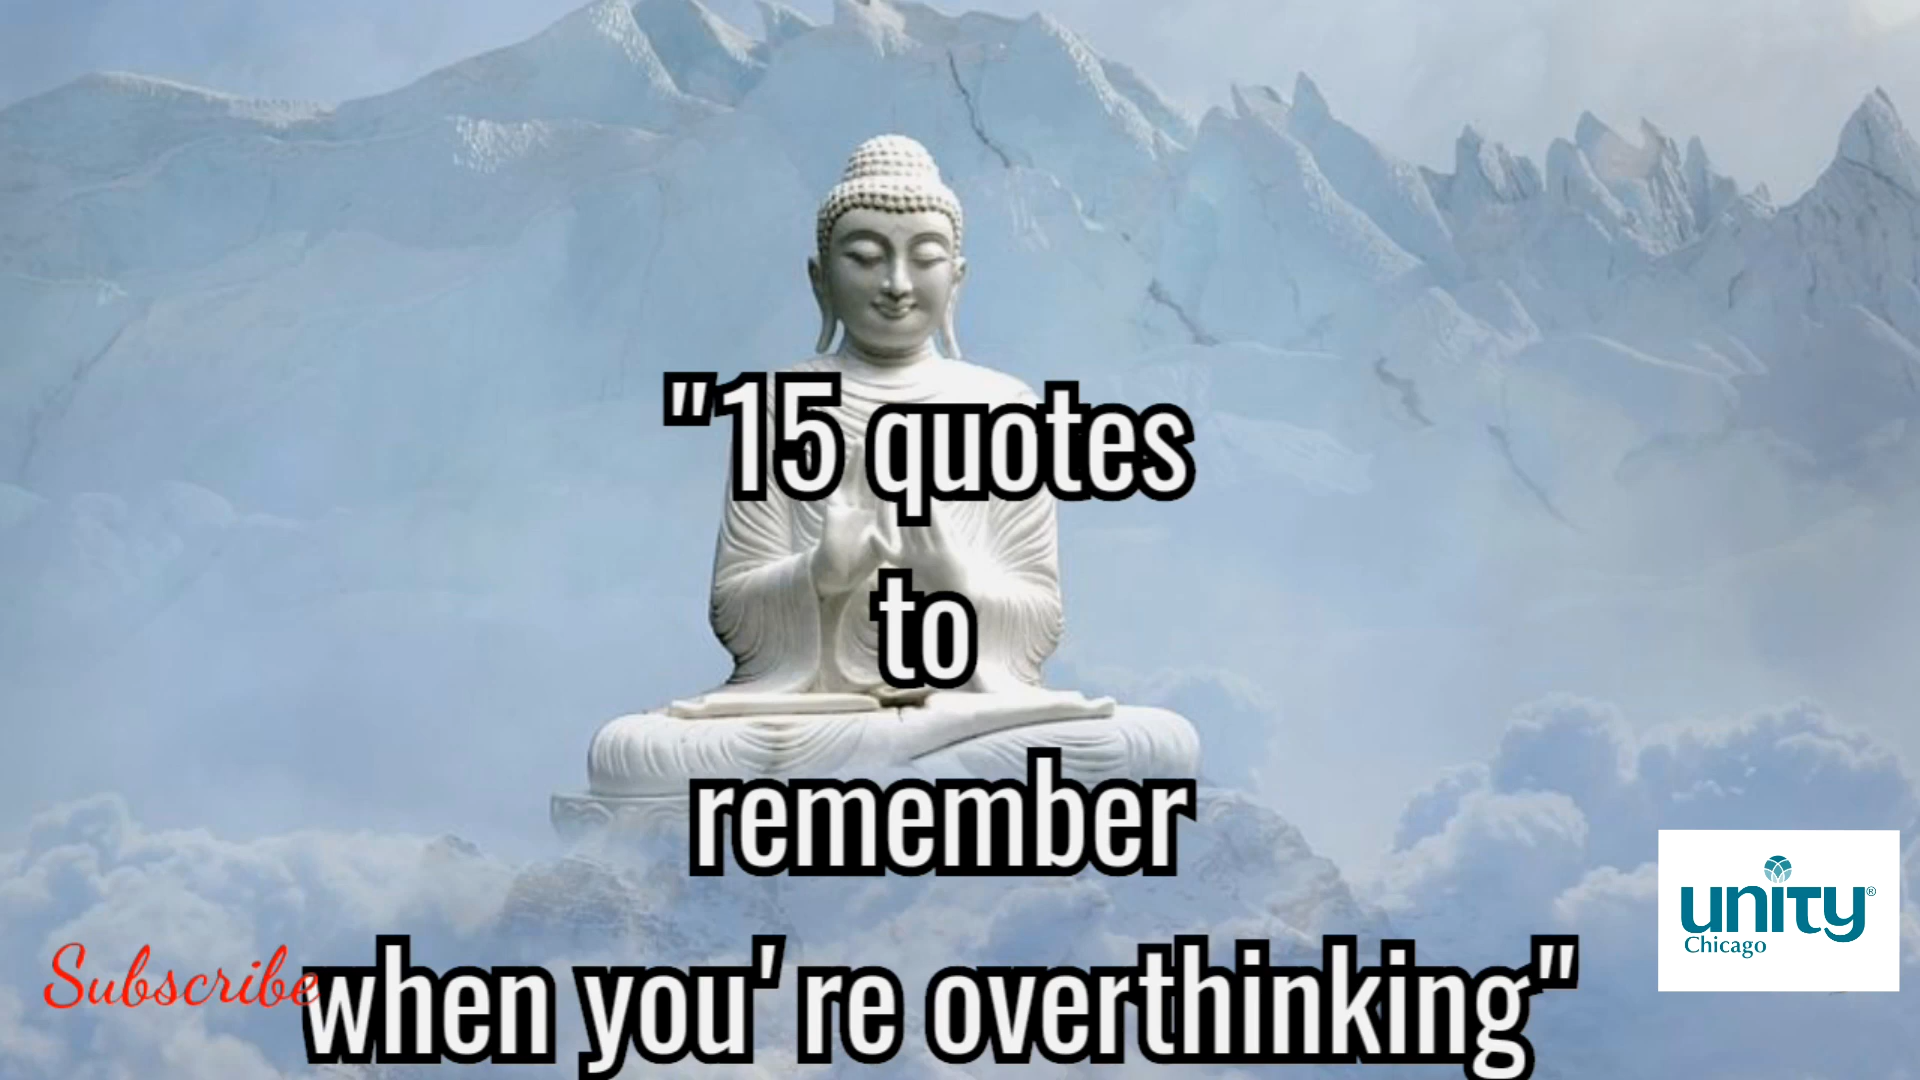 "15 quotes
to
remember
when you're overthinking"
Subscribe
unity®
Chicago